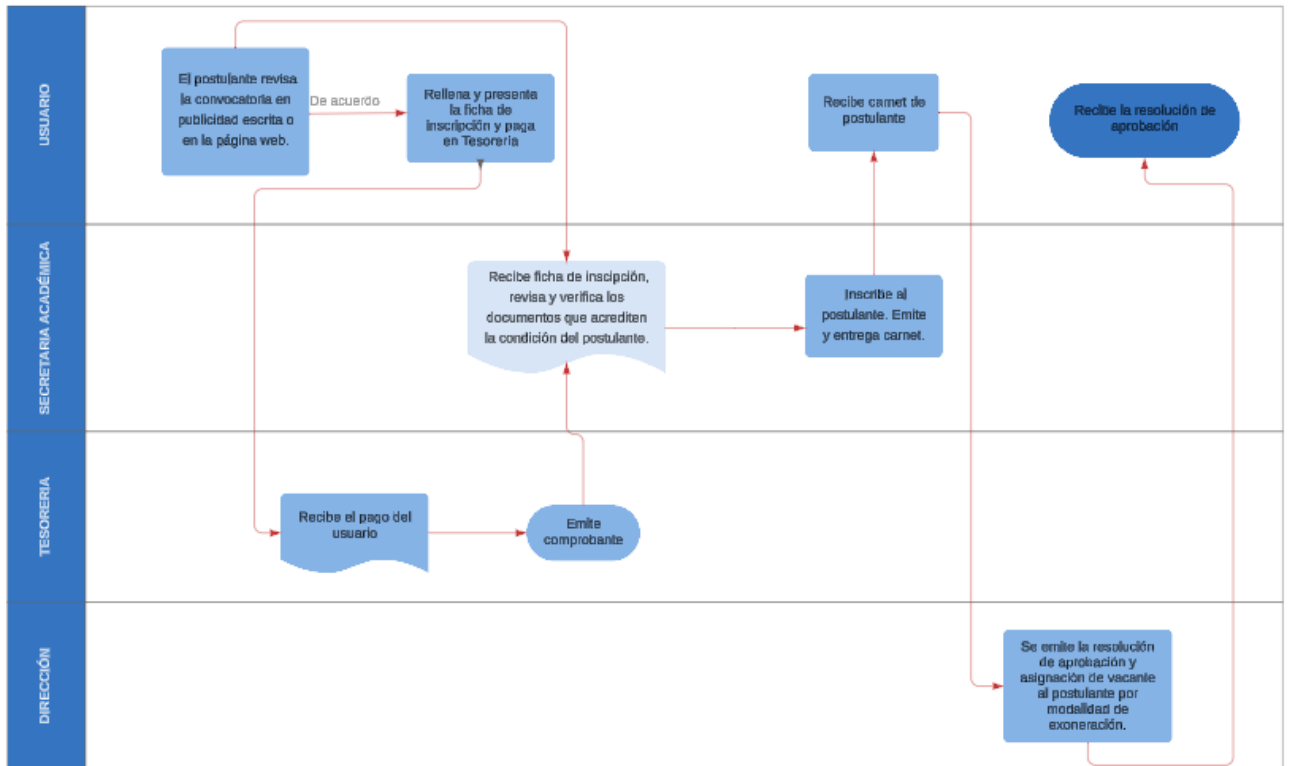 USUARIO
El postulante revisa
la convocatoria en
publicidad escrita o
en la página web.
De acuerdo
Rellena y presenta
la ficha de
inscripción y paga
en Tesorería
Recibe carnet de
postulante
Recibe la resolución de
aprobación
SECRETARIA ACADÉMICA
Recibe ficha de inscipción,
revisa y verifica los
documentos que acrediten
la condición del postulante.
Inscribe al
postulante. Emite
y entrega carnet.
TESORERIA
Recibe el pago del
usuario
Emite
comprobante
DIRECCIÓN
Se emite la resolución
de aprobación y
asignación de vacante
al postulante por
modalidad de
exoneración.